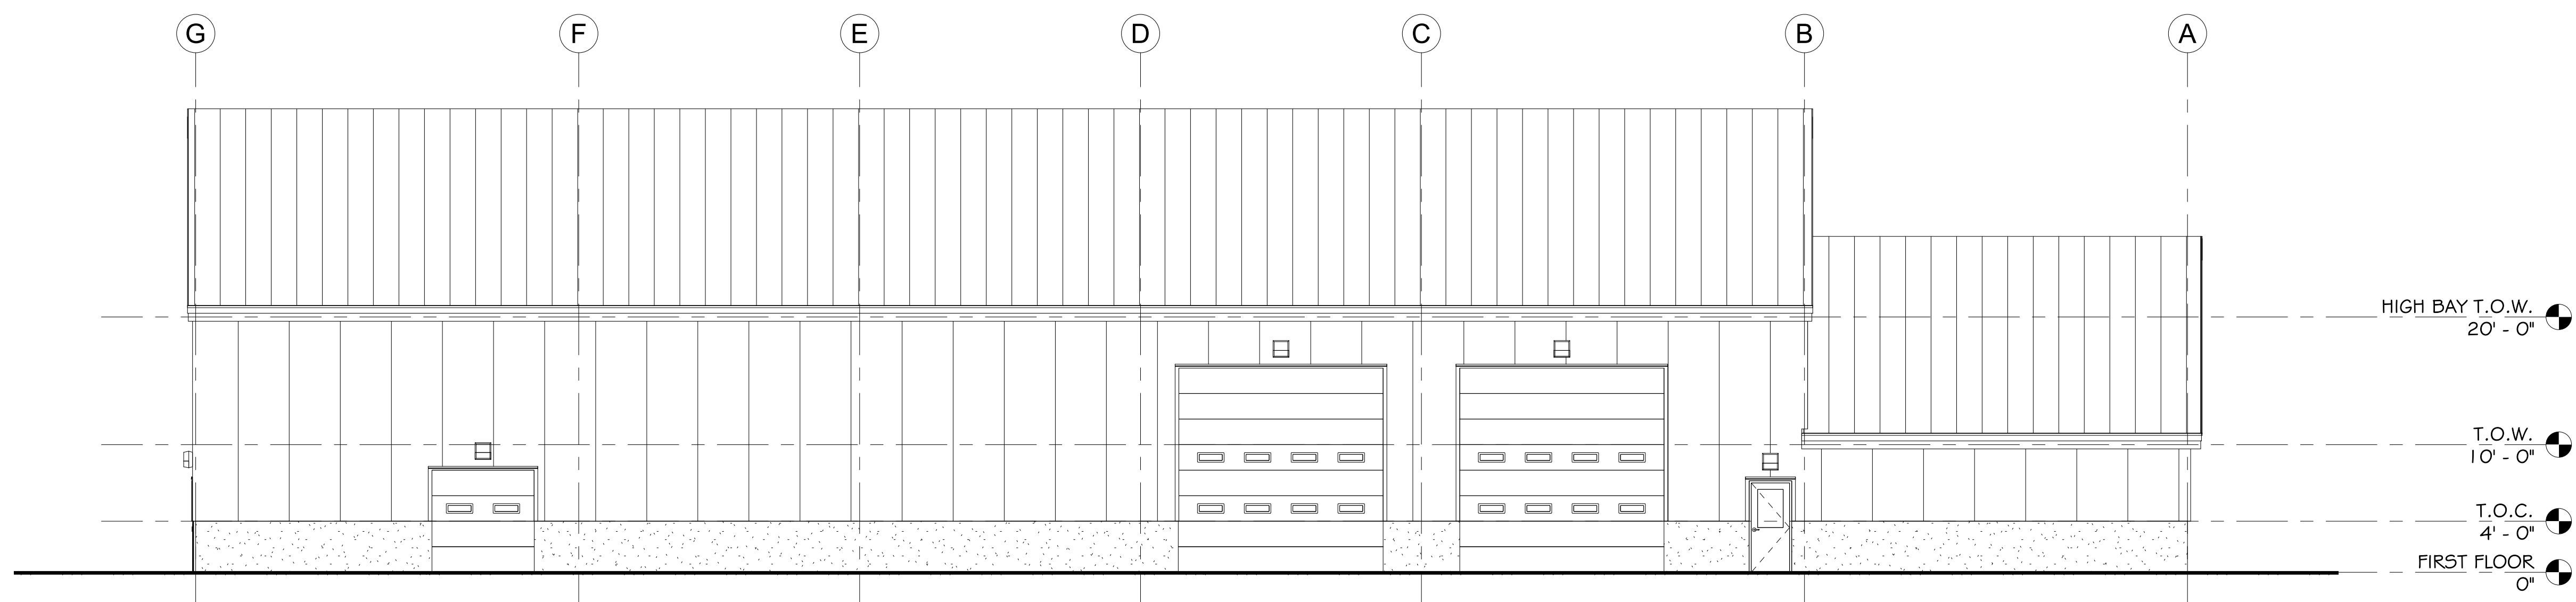 G
F
E
D
C
B
A
HIGH BAY T.O.W.
20' - 0"
T.O.W.
10' - 0"
T.O.C.
4' - 0"
FIRST FLOOR
0"